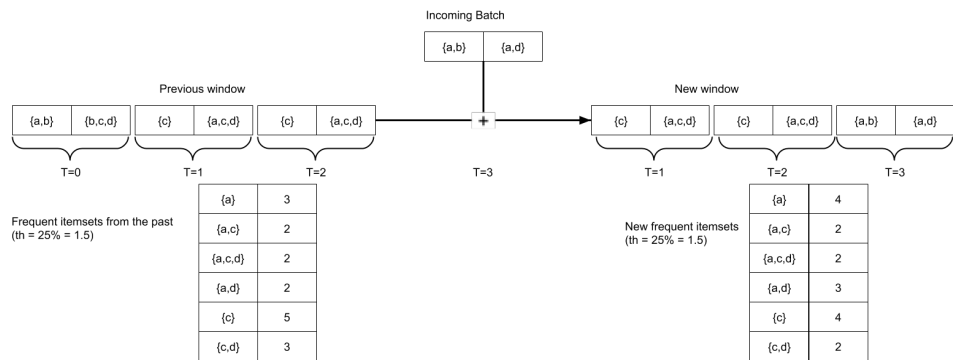 Incoming Batch
{a,b} {a,d}
Previous window
New window
{a,b} {b,c,d} {c} {a,c,d} {c} {a,c,d}
+
{c} {a,c,d} {c} {a,c,d} {a,b} {a,d}
T=0 T=1 T=2 T=3 T=1 T=2 T=3
Frequent itemsets from the past
(th = 25% = 1.5)
{a} 3
{a,c} 2
{a,c,d} 2
{a,d} 2
{c} 5
{c,d} 3
New frequent itemsets
(th = 25% = 1.5)
{a} 4
{a,c} 2
{a,c,d} 2
{a,d} 3
{c} 4
{c,d} 2